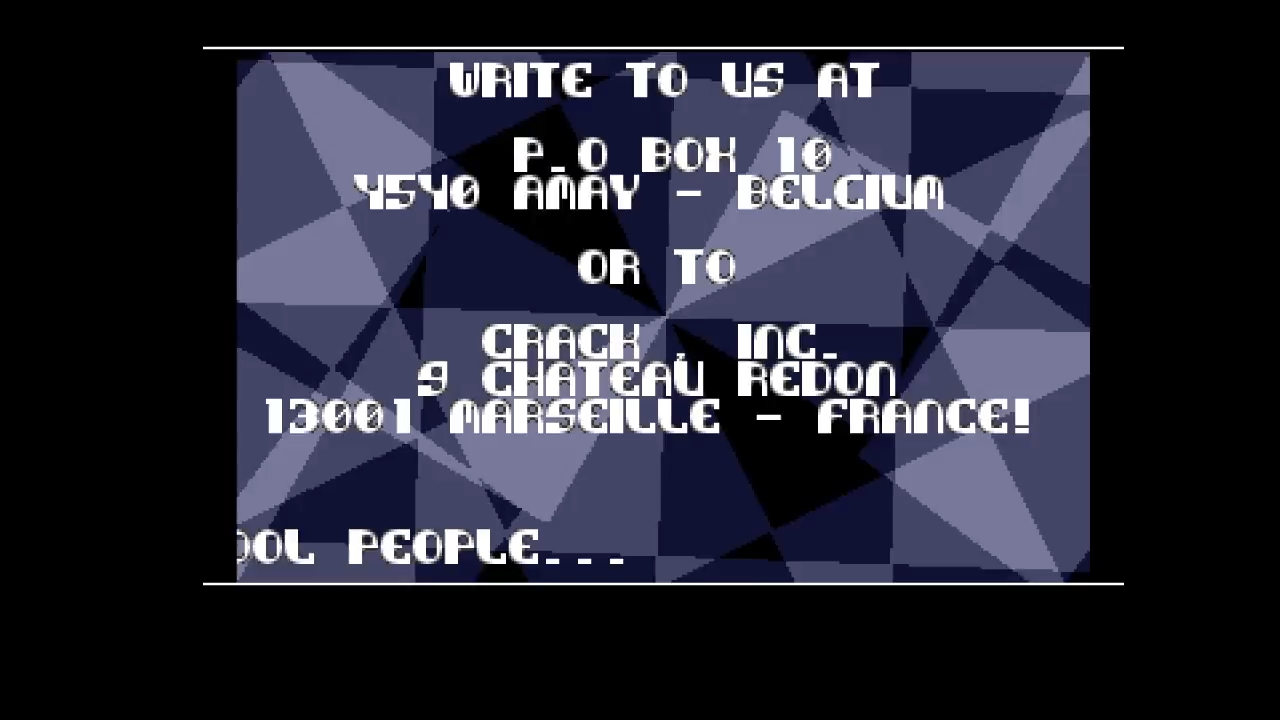 WRITE TO US AT
P.O BOX 10
4540 AMAY - BELGIUM
OR TO
CRACK , INC.
9 CHATEAU REDON
13001 MARSEILLE - FRANCE!
OOL PEOPLE...